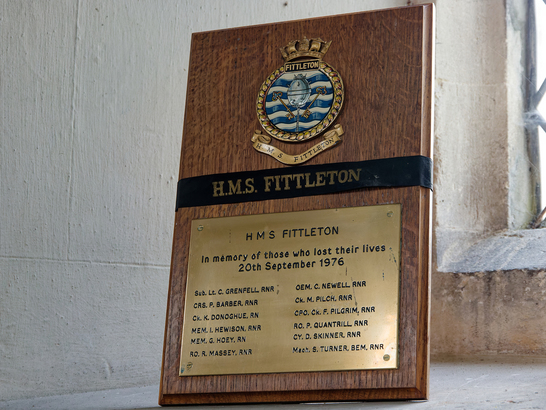 FITTLETON
H.M.S FITTLETON
H.M.S. FITTLETON
H M S FITTLETON
In memory of those who lost their lives
20th September 1976
Sub. Lt. C. GRENFELL, RNR
CRS. P. BARBER, RNR
Ck. K. DONOGHUE, RN
MEM. I. HEWISON, RNR
MEM. G. HOEY, RN
RO. R. MASSEY, RNR
OEM. C. NEWELL, RNR
Ck. M. PILCH, RNR
CPO. Ck. F. PILGRIM, RNR
RO. P. QUANTRILL, RNR
CY. D. SKINNER, RNR
S. TURNER, BEM, RNR